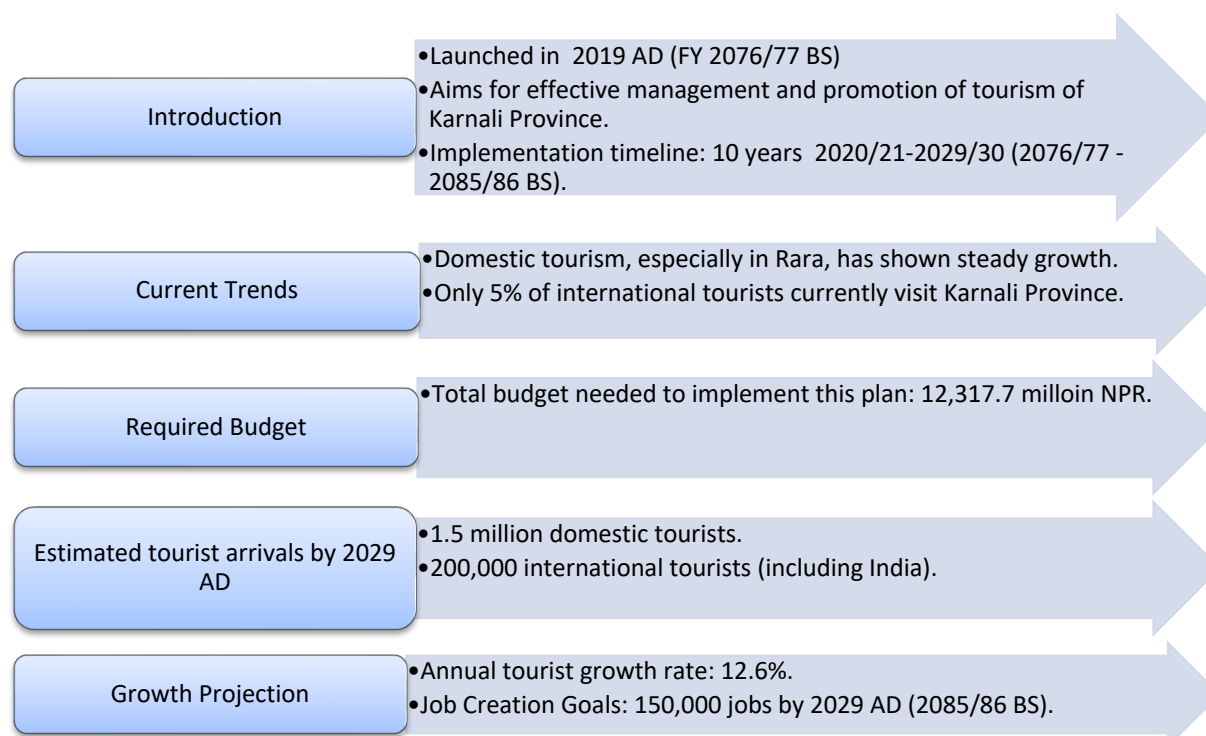 Introduction
•Launched in 2019 AD (FY 2076/77 BS)
•Aims for effective management and promotion of tourism of
Karnali Province.
•Implementation timeline: 10 years 2020/21-2029/30 (2076/77 -
2085/86 BS).
Current Trends
•Domestic tourism, especially in Rara, has shown steady growth.
•Only 5% of international tourists currently visit Karnali Province.
Required Budget
•Total budget needed to implement this plan: 12,317.7 milloin NPR.
Estimated tourist arrivals by 2029
AD
•1.5 million domestic tourists.
•200,000 international tourists (including India).
Growth Projection
•Annual tourist growth rate: 12.6%.
•Job Creation Goals: 150,000 jobs by 2029 AD (2085/86 BS).